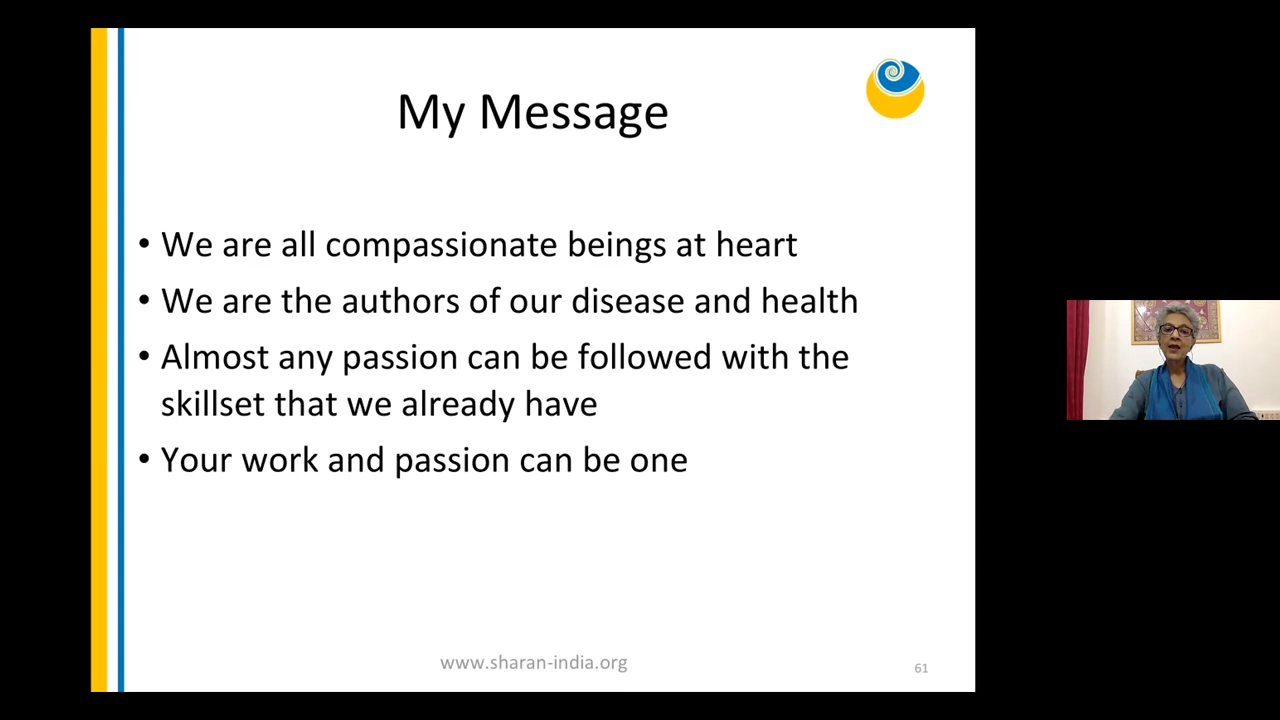 My Message
• We are all compassionate beings at heart
• We are the authors of our disease and health
• Almost any passion can be followed with the
skillset that we already have
• Your work and passion can be one
www.sharan-india.org
61